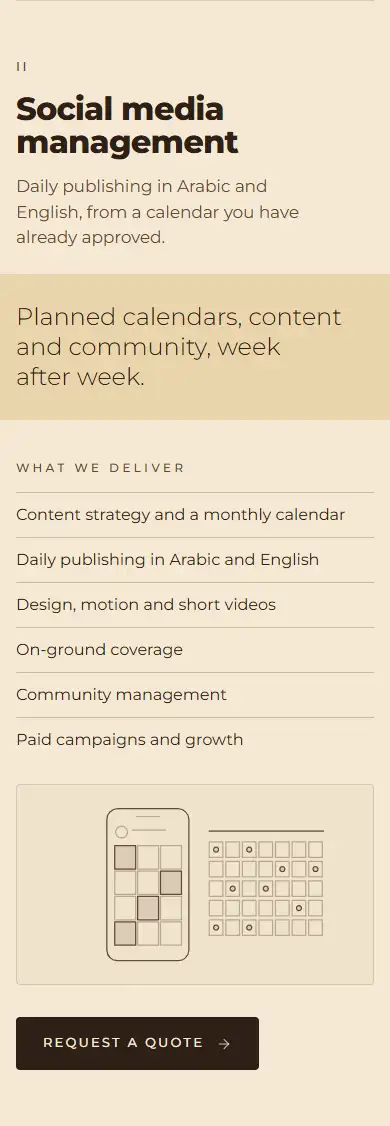 II
Social media
management
Daily publishing in Arabic and
English, from a calendar you have
already approved.
Planned calendars, content
and community, week
after week.
WHAT WE DELIVER
Content strategy and a monthly calendar
Daily publishing in Arabic and English
Design, motion and short videos
On-ground coverage
Community management
Paid campaigns and growth
REQUEST A QUOTE →